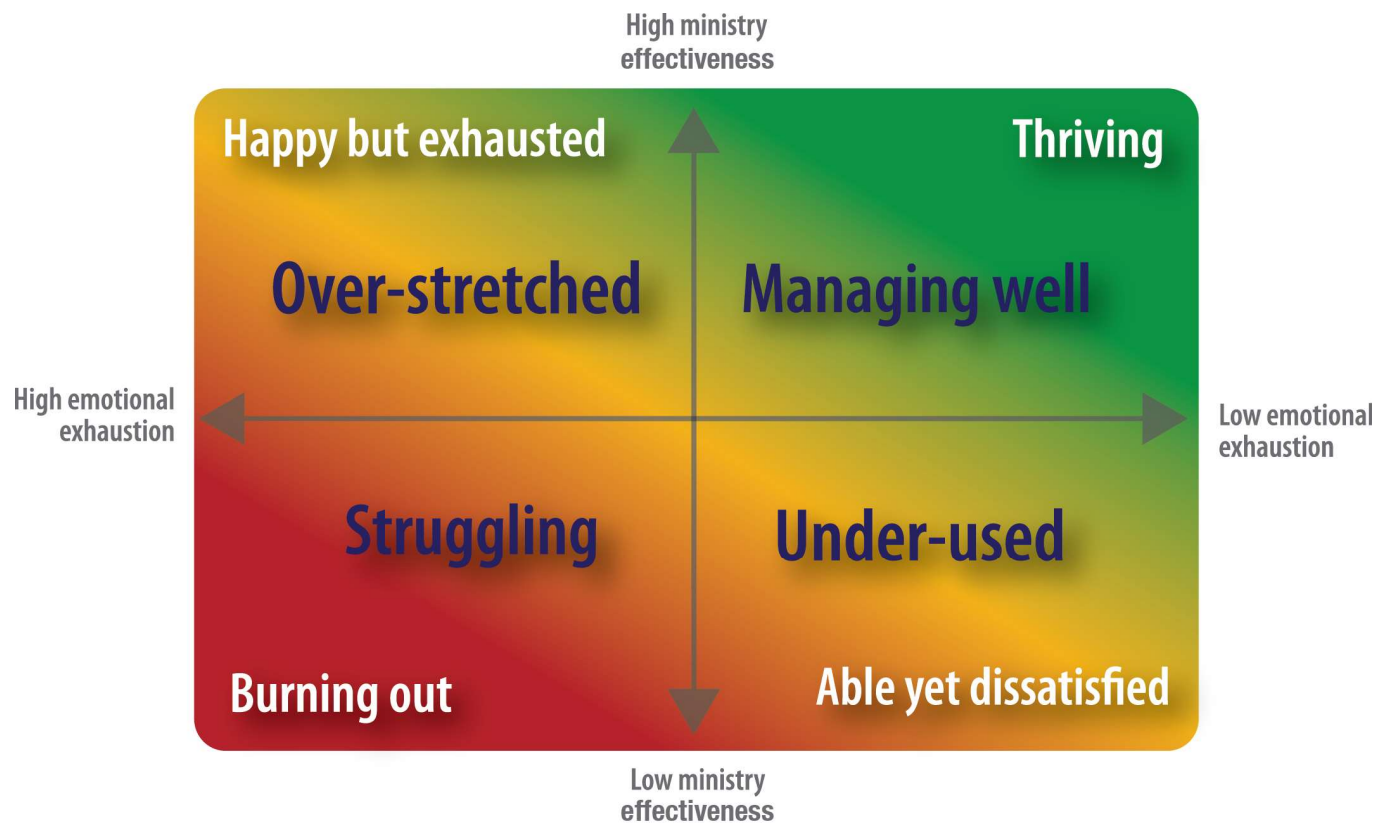 High ministry
effectiveness
Happy but exhausted
Thriving
Over-stretched
Managing well
High emotional
exhaustion
Low emotional
exhaustion
Struggling
Under-used
Burning out
Able yet dissatisfied
Low ministry
effectiveness